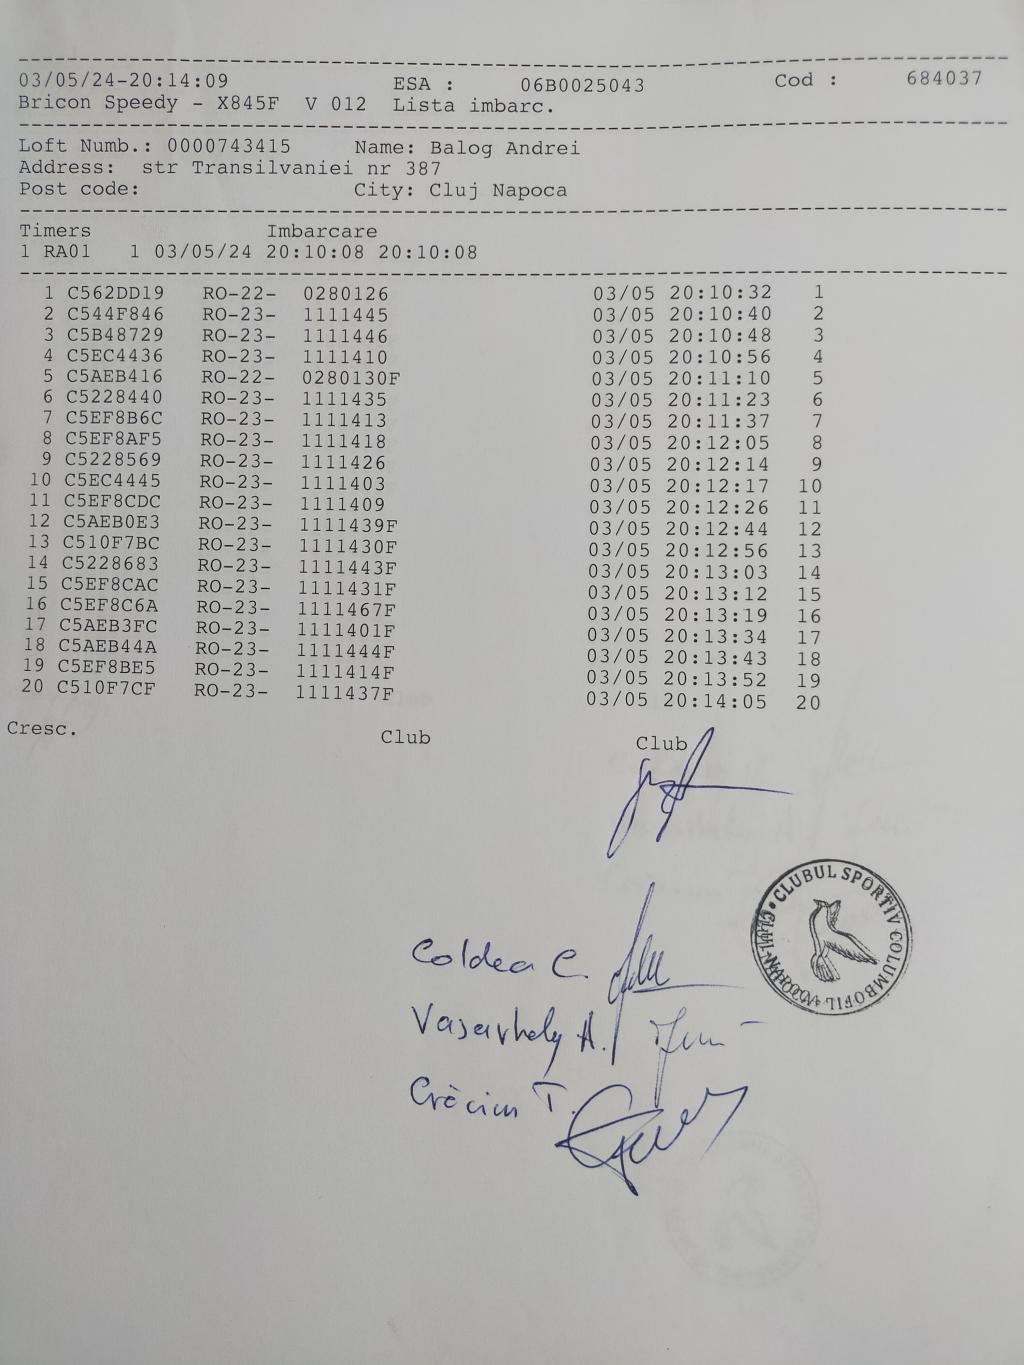 03/05/24-20:14:09 ESA : 06B0025043 Cod : 684037
Bricon Speedy - X845F V 012 Lista imbarc.
Loft Numb.: 0000743415 Name: Balog Andrei
Address: str Transilvaniei nr 387
Post code: City: Cluj Napoca
Timers Imbarcare
1 RA01 1 03/05/24 20:10:08 20:10:08
1 C562DD19 RO-22- 0280126 03/05 20:10:32 1
2 C544F846 RO-23- 1111445 03/05 20:10:40 2
3 C5B48729 RO-23- 1111446 03/05 20:10:48 3
4 C5EC4436 RO-23- 1111410 03/05 20:10:56 4
5 C5AEB416 RO-22- 0280130F 03/05 20:11:10 5
6 C5228440 RO-23- 1111435 03/05 20:11:23 6
7 C5EF8B6C RO-23- 1111413 03/05 20:11:37 7
8 C5EF8AF5 RO-23- 1111418 03/05 20:12:05 8
9 C5228569 RO-23- 1111426 03/05 20:12:14 9
10 C5EC4445 RO-23- 1111403 03/05 20:12:17 10
11 C5EF8CDC RO-23- 1111409 03/05 20:12:26 11
12 C5AEB0E3 RO-23- 1111439F 03/05 20:12:44 12
13 C510F7BC RO-23- 1111430F 03/05 20:12:56 13
14 C5228683 RO-23- 1111443F 03/05 20:13:03 14
15 C5EF8CAC RO-23- 1111431F 03/05 20:13:12 15
16 C5EF8C6A RO-23- 1111467F 03/05 20:13:19 16
17 C5AEB3FC RO-23- 1111401F 03/05 20:13:34 17
18 C5AEB44A RO-23- 1111444F 03/05 20:13:43 18
19 C5EF8BE5 RO-23- 1111414F 03/05 20:13:52 19
20 C510F7CF RO-23- 1111437F 03/05 20:14:05 20
Cresc. Club Club
CLUBUL SPORTIV COLUMBOFIL
Coldea C.
Vasarhely A.
T.